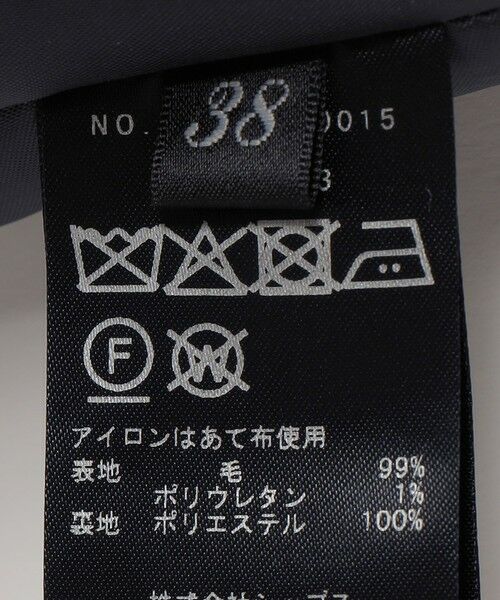 38
NO. 0015
3
F
W
アイロンはあて布使用
表地 毛 99%
ポリウレタン 1%
裏地 ポリエステル 100%